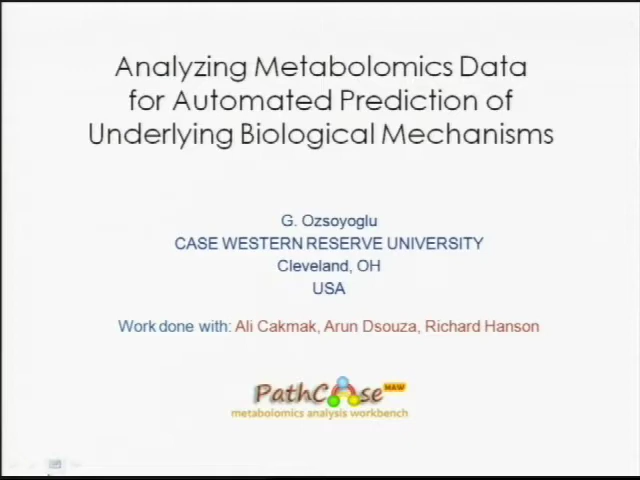 Analyzing Metabolomics Data
for Automated Prediction of
Underlying Biological Mechanisms
G. Ozsoyoglu
CASE WESTERN RESERVE UNIVERSITY
Cleveland, OH
USA
Work done with: Ali Cakmak, Arun Dsouza, Richard Hanson
PathCase MAW
metabolomics analysis workbench